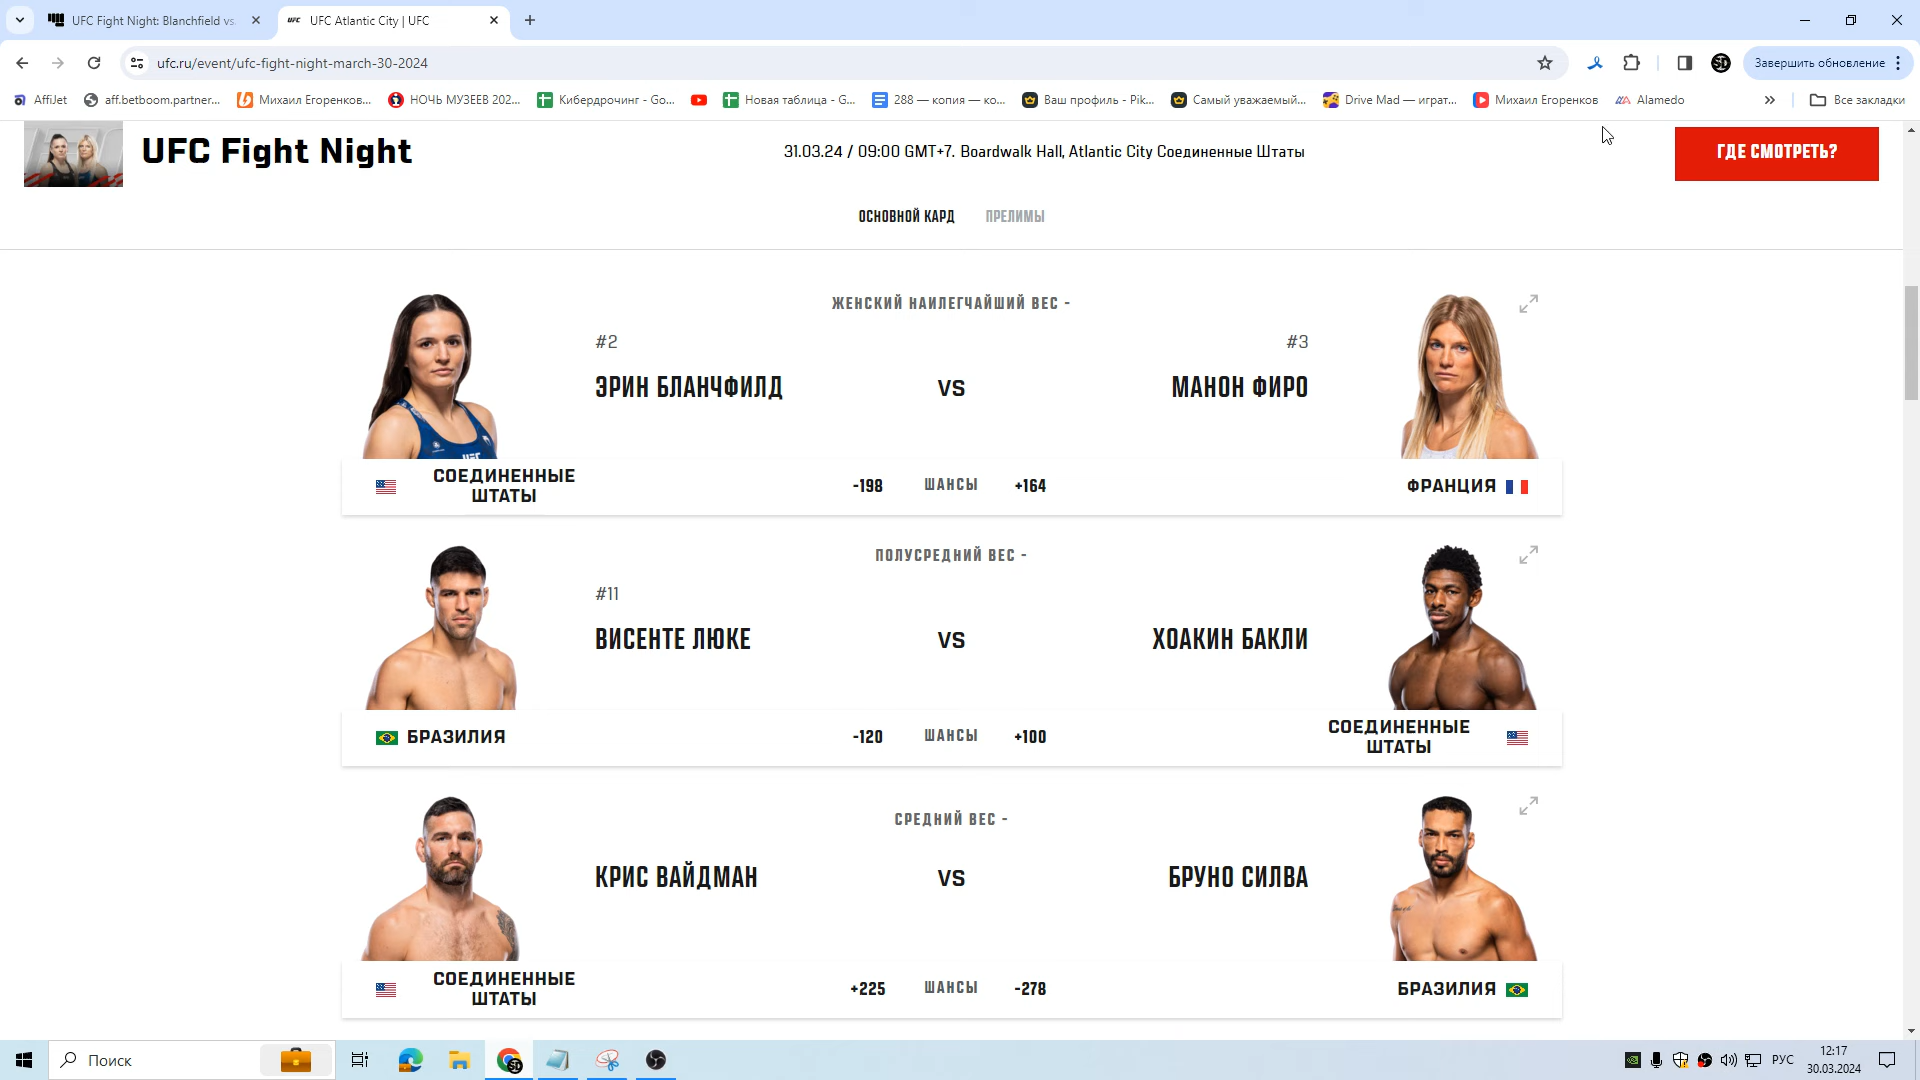 UFC Fight Night: Blanchfield vs.
UFC Atlantic City | UFC
ufc.ru/event/ufc-fight-night-march-30-2024
Завершить обновление
AffiJet
aff.betboom.partner...
Михаил Егоренков...
НОЧЬ МУЗЕЕВ 202...
Кибердрочинг - Go...
Новая таблица - G...
288 — копия — ко...
Ваш профиль - Pik...
Самый уважаемый...
Drive Mad — играт...
Михаил Егоренков
Alamedo
Все закладки
UFC Fight Night
31.03.24 / 09:00 GMT+7. Boardwalk Hall, Atlantic City Соединенные Штаты
ГДЕ СМОТРЕТЬ?
ОСНОВНОЙ КАРД
ПРЕЛИМЫ
ЖЕНСКИЙ НАИЛЕГЧАЙШИЙ ВЕС -
#2
#3
ЭРИН БЛАНЧФИЛД
VS
МАНОН ФИРО
СОЕДИНЕННЫЕ
ШТАТЫ
-198
ШАНСЫ
+164
ФРАНЦИЯ
ПОЛУСРЕДНИЙ ВЕС -
#11
ВИСЕНТЕ ЛЮКЕ
VS
ХОАКИН БАКЛИ
БРАЗИЛИЯ
-120
ШАНСЫ
+100
СОЕДИНЕННЫЕ
ШТАТЫ
СРЕДНИЙ ВЕС -
КРИС ВАЙДМАН
VS
БРУНО СИЛВА
СОЕДИНЕННЫЕ
ШТАТЫ
+225
ШАНСЫ
-278
БРАЗИЛИЯ
Поиск
РУС
12:17
30.03.2024